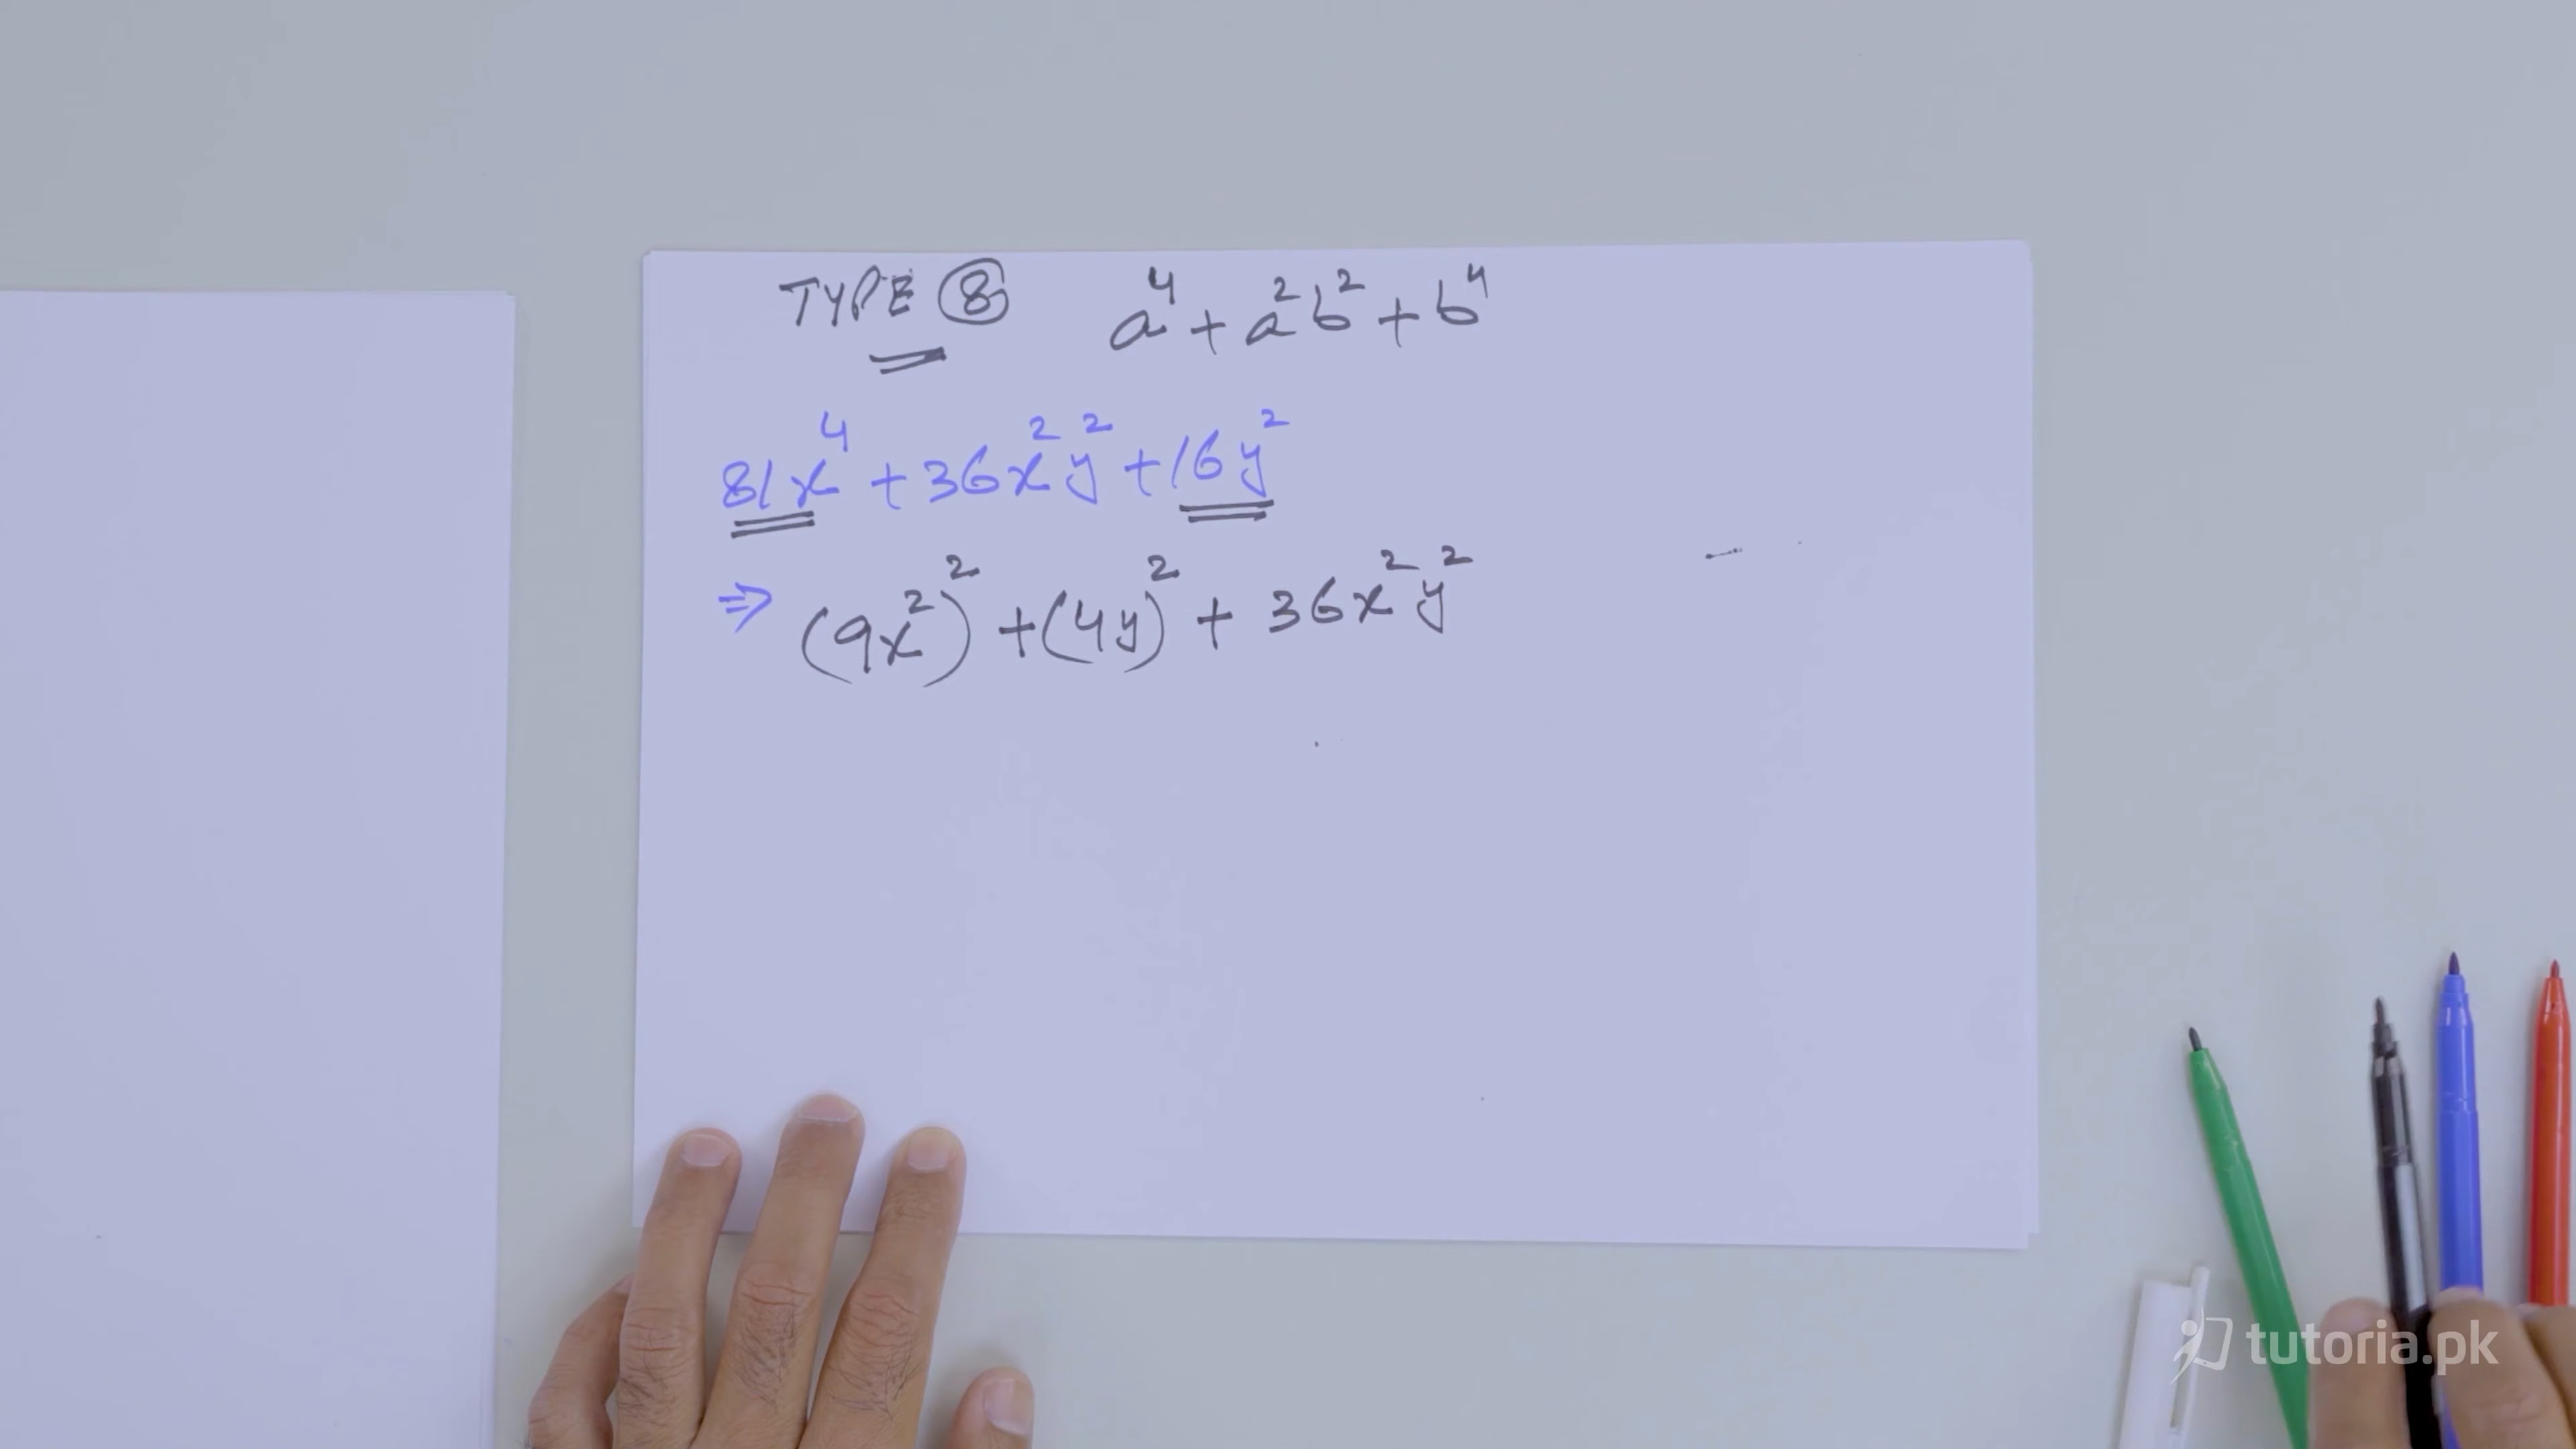 TYPE 8 a⁴ + a²b² + b⁴
81x⁴ + 36x²y² + 16y²
⇒ (9x²)² + (4y)² + 36x²y²
tutoria.pk